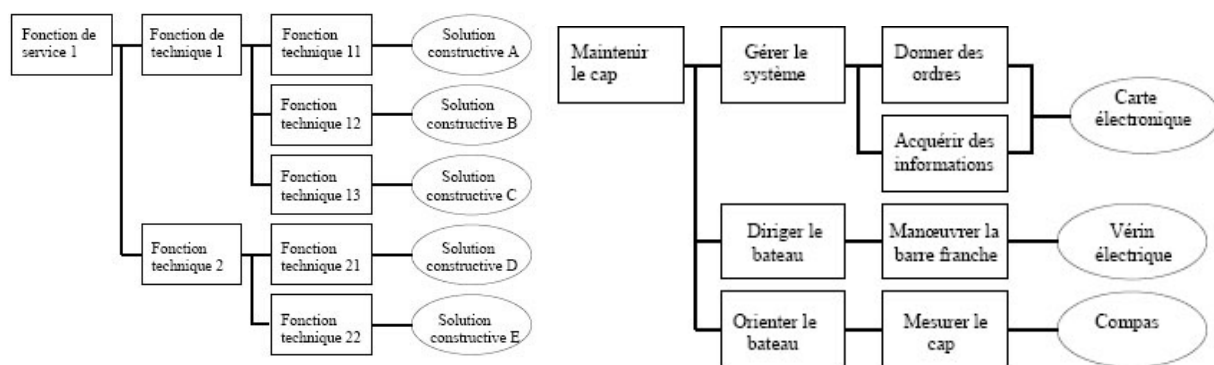 Fonction de
service 1
Fonction de
technique 1
Fonction
technique 11
Solution
constructive A
Fonction
technique 12
Solution
constructive B
Fonction
technique 13
Solution
constructive C
Fonction
technique 2
Fonction
technique 21
Solution
constructive D
Fonction
technique 22
Solution
constructive E
Maintenir
le cap
Gérer le
système
Donner des
ordres
Acquérir des
informations
Carte
électronique
Diriger le
bateau
Manœuvrer la
barre franche
Vérin
électrique
Orienter le
bateau
Mesurer le
cap
Compas